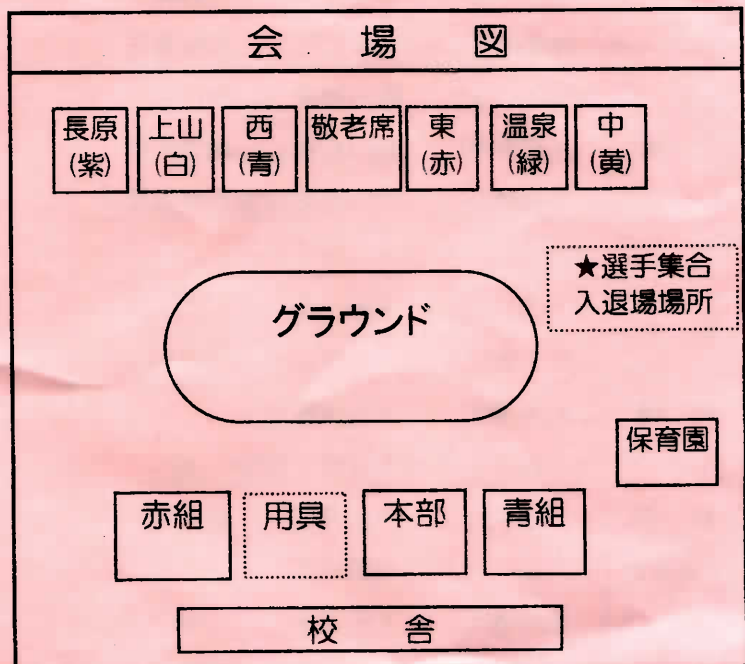 会場図
長原
(紫)
上山
(白)
西
(青)
敬老席
東
(赤)
温泉
(緑)
中
(黄)
★選手集合
入退場場所
グラウンド
保育園
赤組
用具
本部
青組
校舎